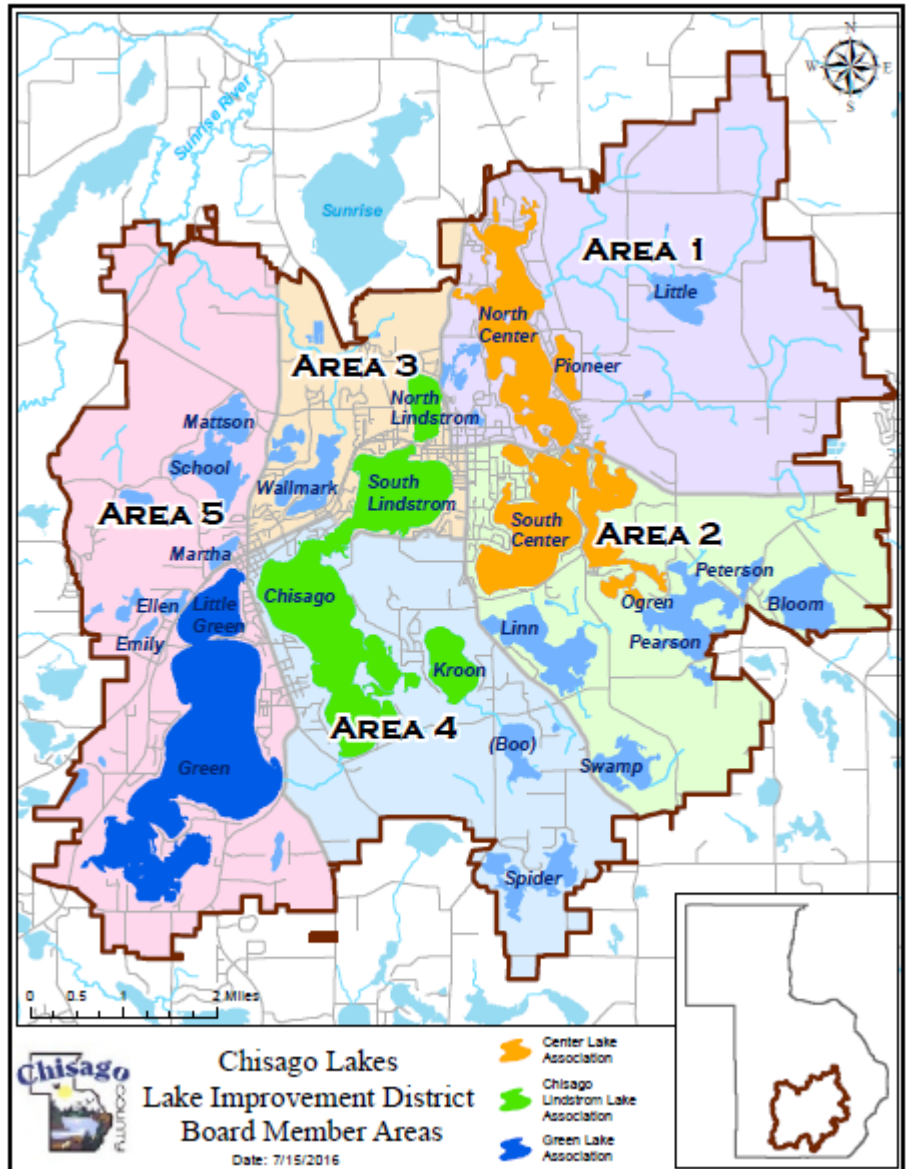 N
W
E
S
Sunrise River
Sunrise
AREA 1
Little
North
Center
Pioneer
AREA 3
North
Lindstrom
Mattson
School
Wallmark
South
Lindstrom
AREA 5
South
Center
AREA 2
Martha
Peterson
Chisago
Ellen
Little
Green
Ogren
Bloom
Emily
Linn
Pearson
Kroon
AREA 4
(Boo)
Green
Swamp
Spider
0 0.5 1 2 Miles
Chisago
COUNTY
Chisago Lakes
Lake Improvement District
Board Member Areas
Date: 7/15/2016
Center Lake
Association
Chisago
Lindstrom Lake
Association
Green Lake
Association